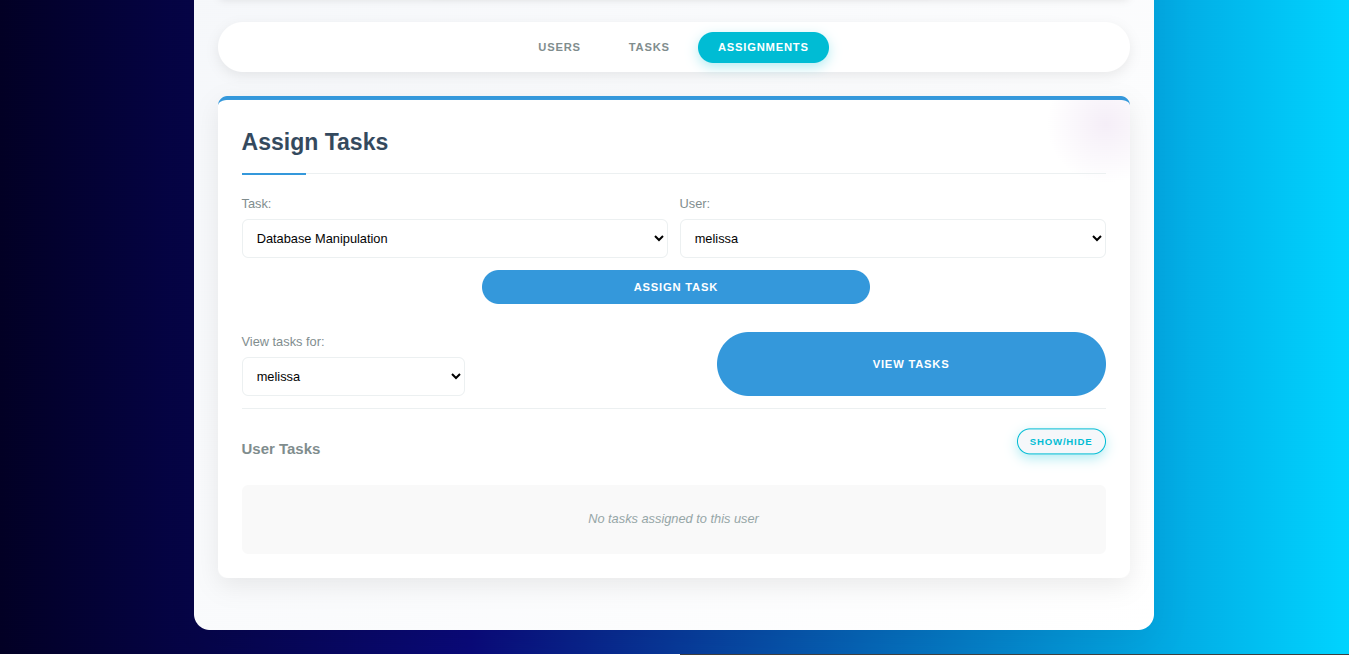 USERS TASKS ASSIGNMENTS
Assign Tasks
Task: User:
Database Manipulation melissa
ASSIGN TASK
View tasks for:
melissa
VIEW TASKS
User Tasks
SHOW/HIDE
No tasks assigned to this user